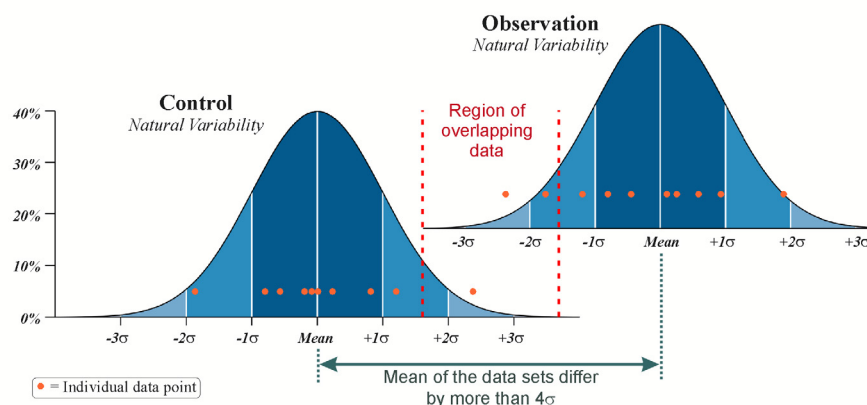 Observation
Natural Variability
Control
Natural Variability
Region of
overlapping
data
40%
30%
20%
10%
0%
-3σ -2σ -1σ Mean +1σ +2σ +3σ
-3σ -2σ -1σ Mean +1σ +2σ +3σ
= Individual data point
Mean of the data sets differ
by more than 4σ